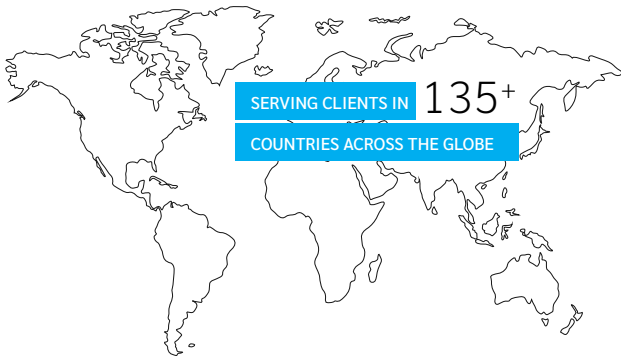 SERVING CLIENTS IN 135+
COUNTRIES ACROSS THE GLOBE